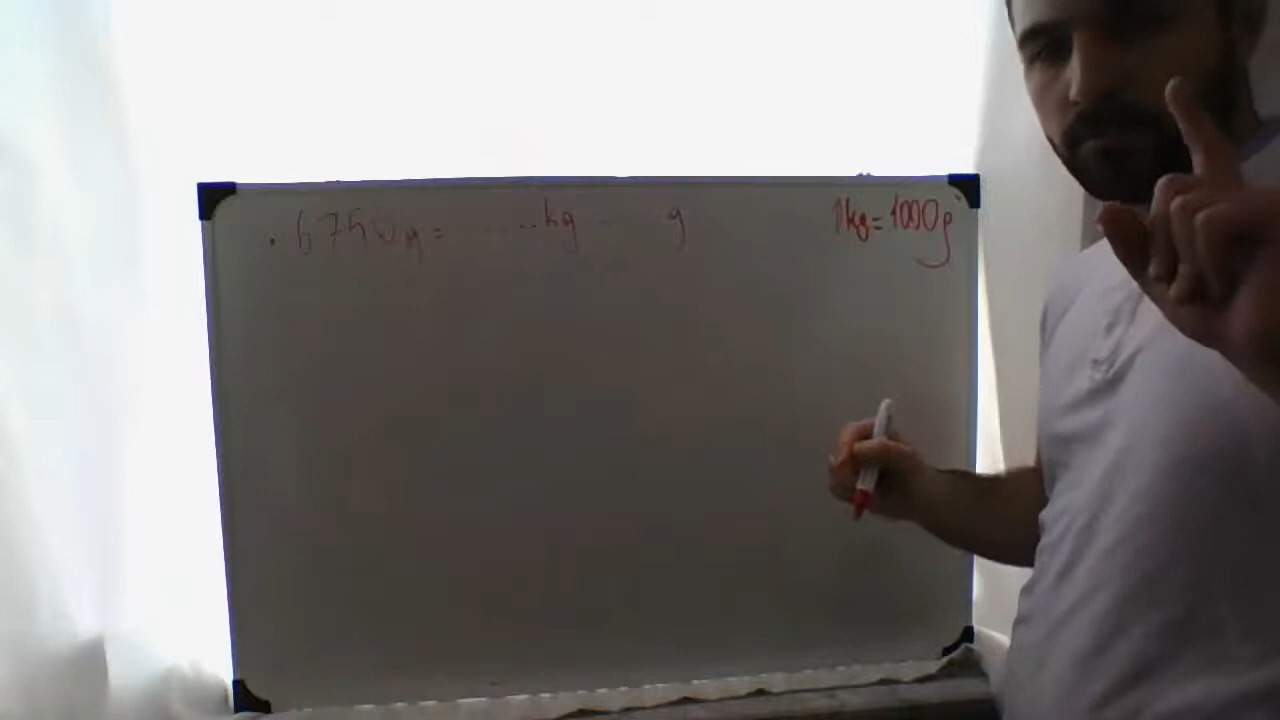 . 6750g = ..... kg ... g
1kg = 1000g